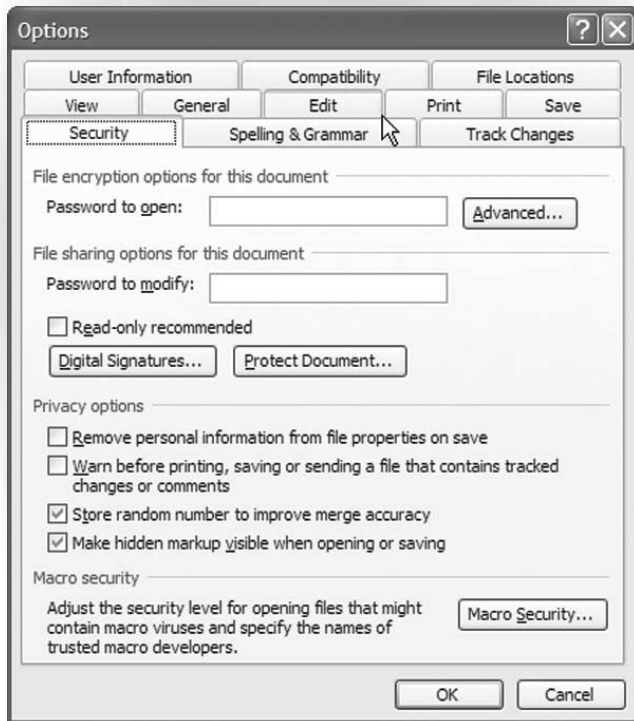 Options
User Information Compatibility File Locations
View General Edit Print Save
Security Spelling & Grammar Track Changes
File encryption options for this document
Password to open: Advanced...
File sharing options for this document
Password to modify:
Read-only recommended
Digital Signatures... Protect Document...
Privacy options
Remove personal information from file properties on save
Warn before printing, saving or sending a file that contains tracked
changes or comments
Store random number to improve merge accuracy
Make hidden markup visible when opening or saving
Macro security
Adjust the security level for opening files that might
contain macro viruses and specify the names of
trusted macro developers.
Macro Security...
OK Cancel